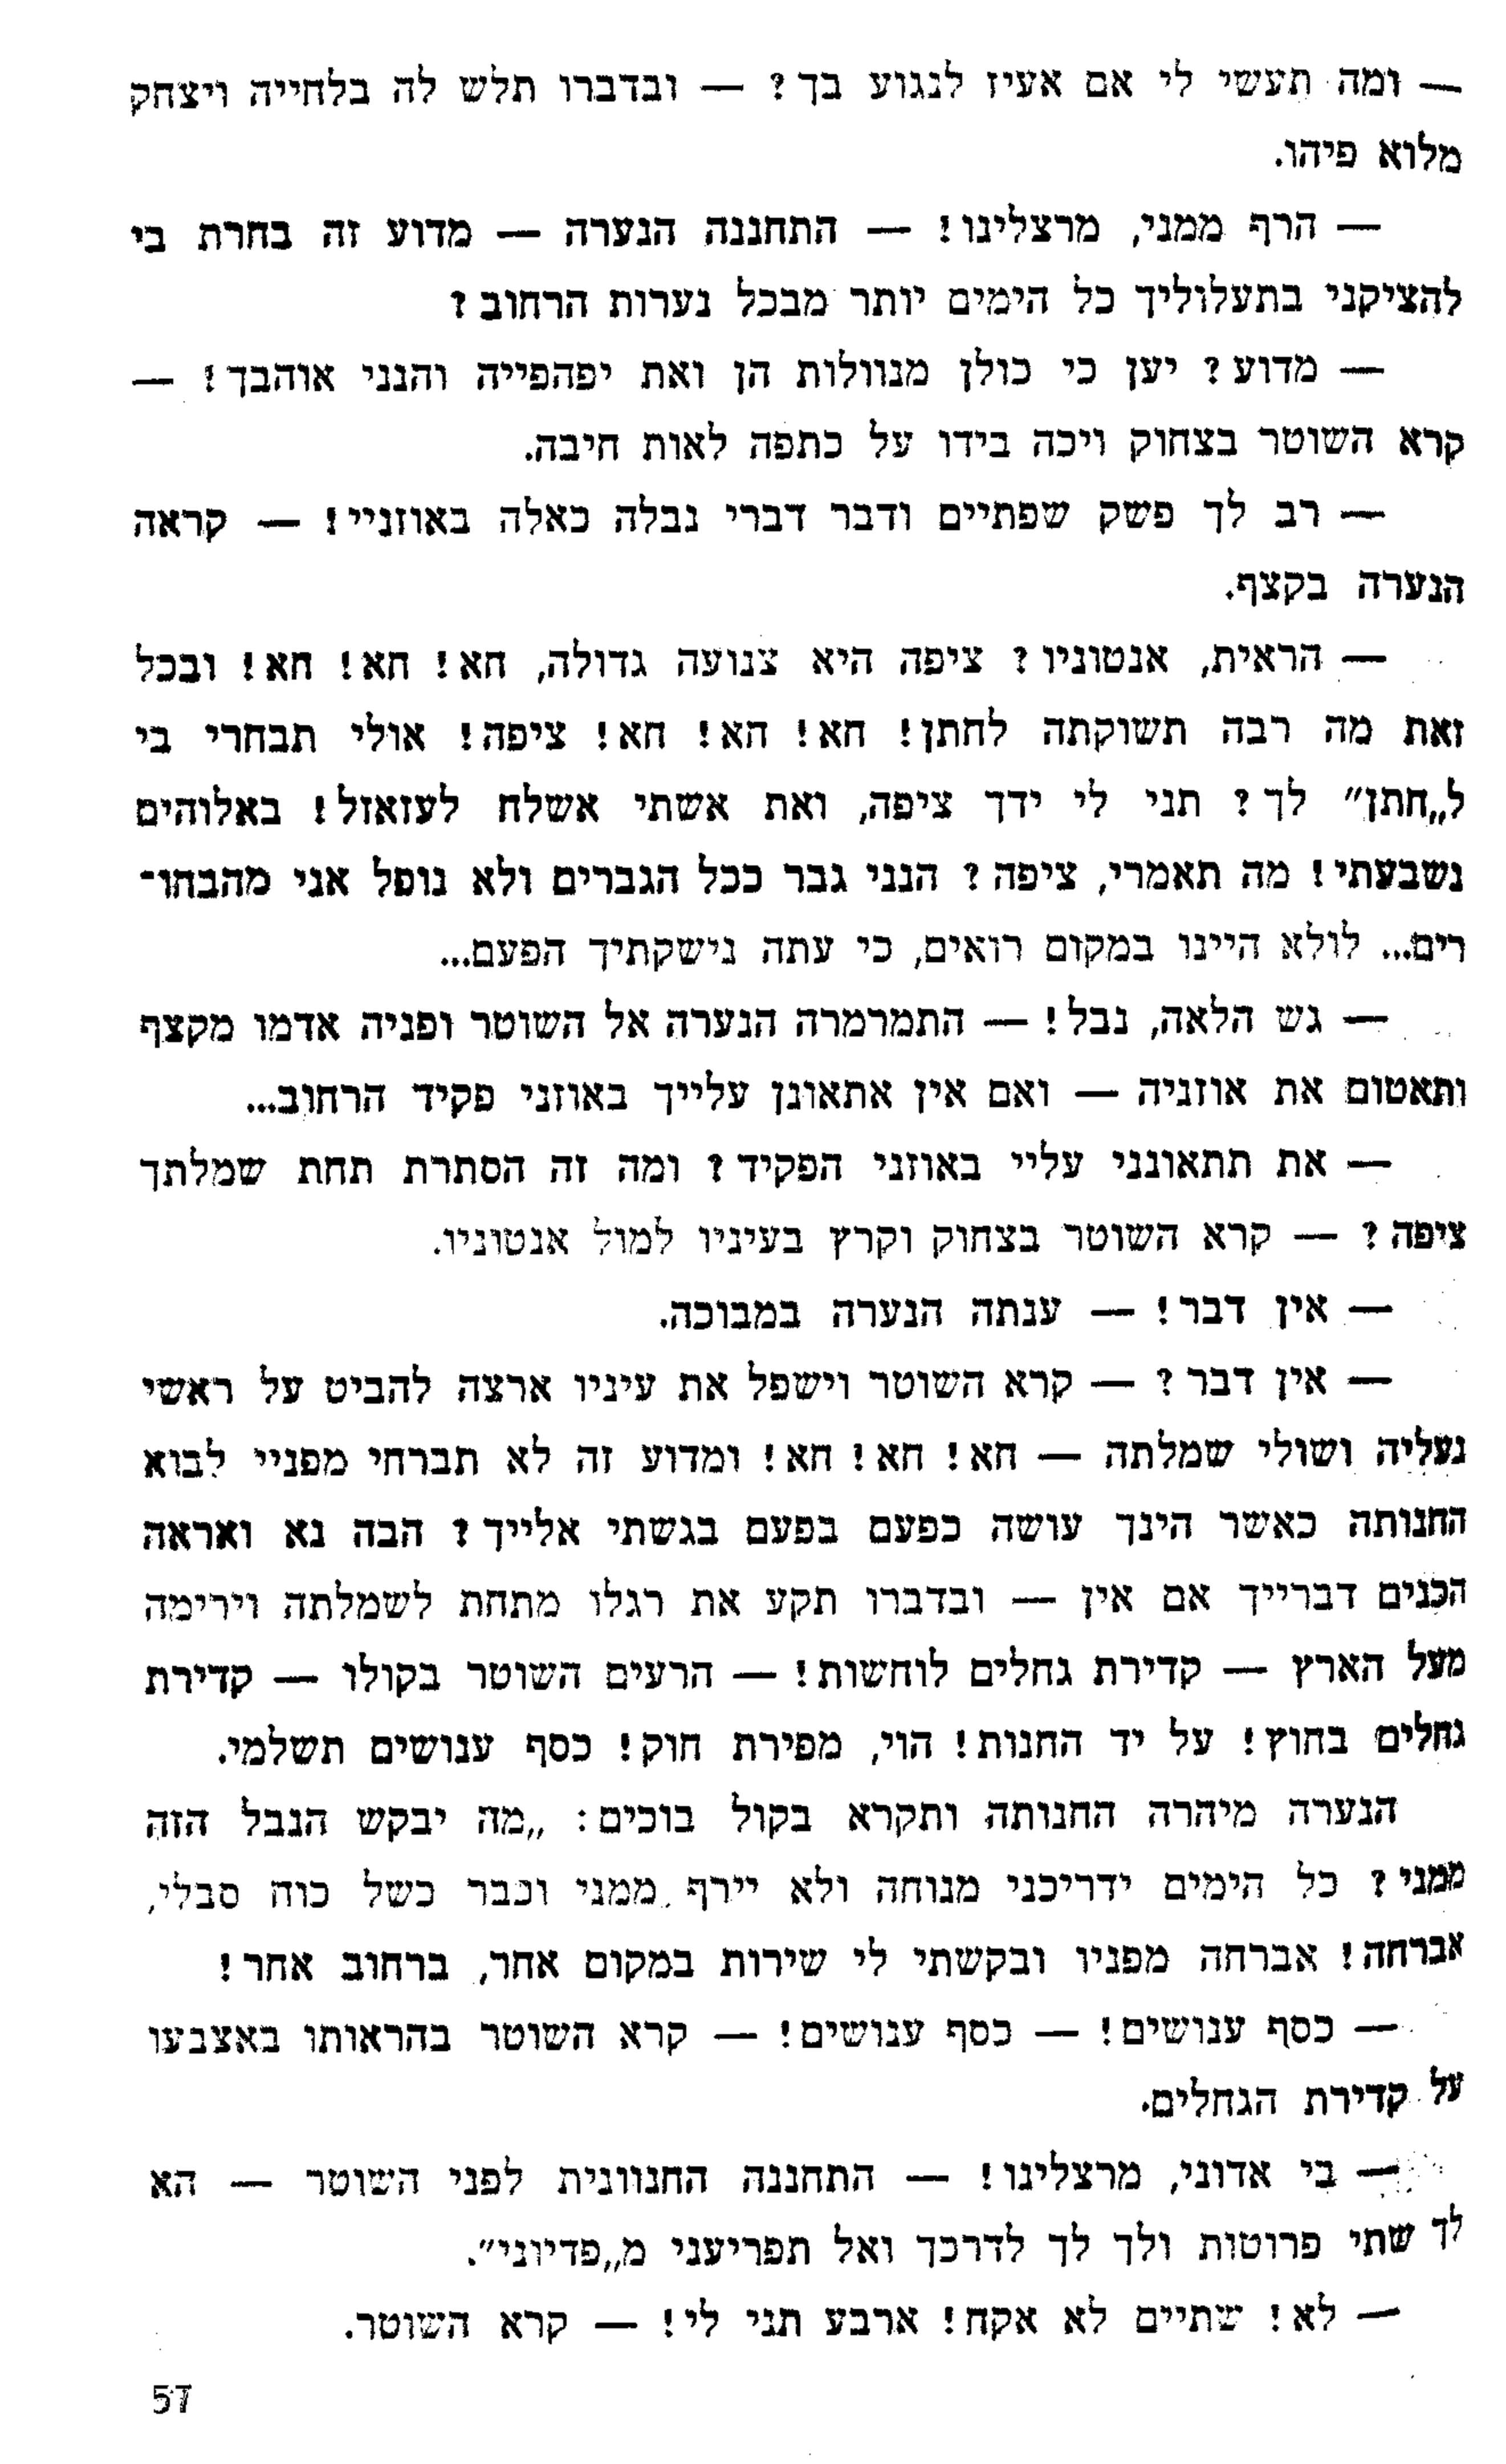 — ומה תעשי לי אם אעיז לנגוע בך? — ובדברו תלש לה בלחייה ויצחק
מלוא פיהו.
— הרף ממני, מרצלינו! — התחננה הנערה — מדוע זה בחרת בי
להציקני בתעלוליך כל הימים יותר מבכל נערות הרחוב?
— מדוע? יען כי כולן מנוולות הן ואת יפהפייה והנני אוהבך! —
קרא השוטר בצחוק ויכה בידו על כתפה לאות חיבה.
— רב לך פשק שפתיים ודבר דברי נבלה כאלה באוזניי! — קראה
הנערה בקצף.
— הראית, אנטוניו? ציפה היא צנועה גדולה, חא! חא! חא! ובכל
זאת מה רבה תשוקתה לחתן! חא! הא! חא! ציפה! אולי תבחרי בי
ל„חתן” לך? תני לי ידך ציפה, ואת אשתי אשלח לעזאזל! באלוהים
נשבעתי! מה תאמרי, ציפה? הנני גבר ככל הגברים ולא נופל אני מהבחו־
רים... לולא היינו במקום רואים, כי עתה נישקתיך הפעם...
— גש הלאה, נבל! — התמרמרה הנערה אל השוטר ופניה אדמו מקצף
ותאטום את אוזניה — ואם אין אתאונן עלייך באוזני פקיד הרחוב...
— את תתאונני עליי באוזני הפקיד? ומה זה הסתרת תחת שמלתך
ציפה? — קרא השוטר בצחוק וקרץ בעיניו למול אנטוניו.
— אין דבר! — ענתה הנערה במבוכה.
— אין דבר? — קרא השוטר וישפל את עיניו ארצה להביט על ראשי
נעליה ושולי שמלתה — חא! חא! חא! ומדוע זה לא תברחי מפניי לבוא
החנותה כאשר הינך עושה כפעם בפעם בגשתי אלייך? הבה נא ואראה
הכנים דברייך אם אין — ובדברו תקע את רגלו מתחת לשמלתה וירימה
מעל הארץ — קדירת גחלים לוחשות! — הרעים השוטר בקולו — קדירת
גחלים בחוץ! על יד החנות! הוי, מפירת חוק! כסף ענושים תשלמי.
הנערה מיהרה החנותה ותקרא בקול בוכים: „מה יבקש הנבל הזה
ממני? כל הימים ידריכני מנוחה ולא יירף ממני וכבר כשל כוח סבלי,
אברחה! אברחה מפניו ובקשתי לי שירות במקום אחר, ברחוב אחר!
— כסף ענושים! — כסף ענושים! — קרא השוטר בהראותו באצבעו
על קדירת הגחלים.
— בי אדוני, מרצלינו! — התחננה החנוונית לפני השוטר — הא
לך שתי פרוטות ולך לך לדרכך ואל תפריעני מ„פדיוני”.
— לא! שתיים לא אקח! ארבע תני לי! — קרא השוטר.
57